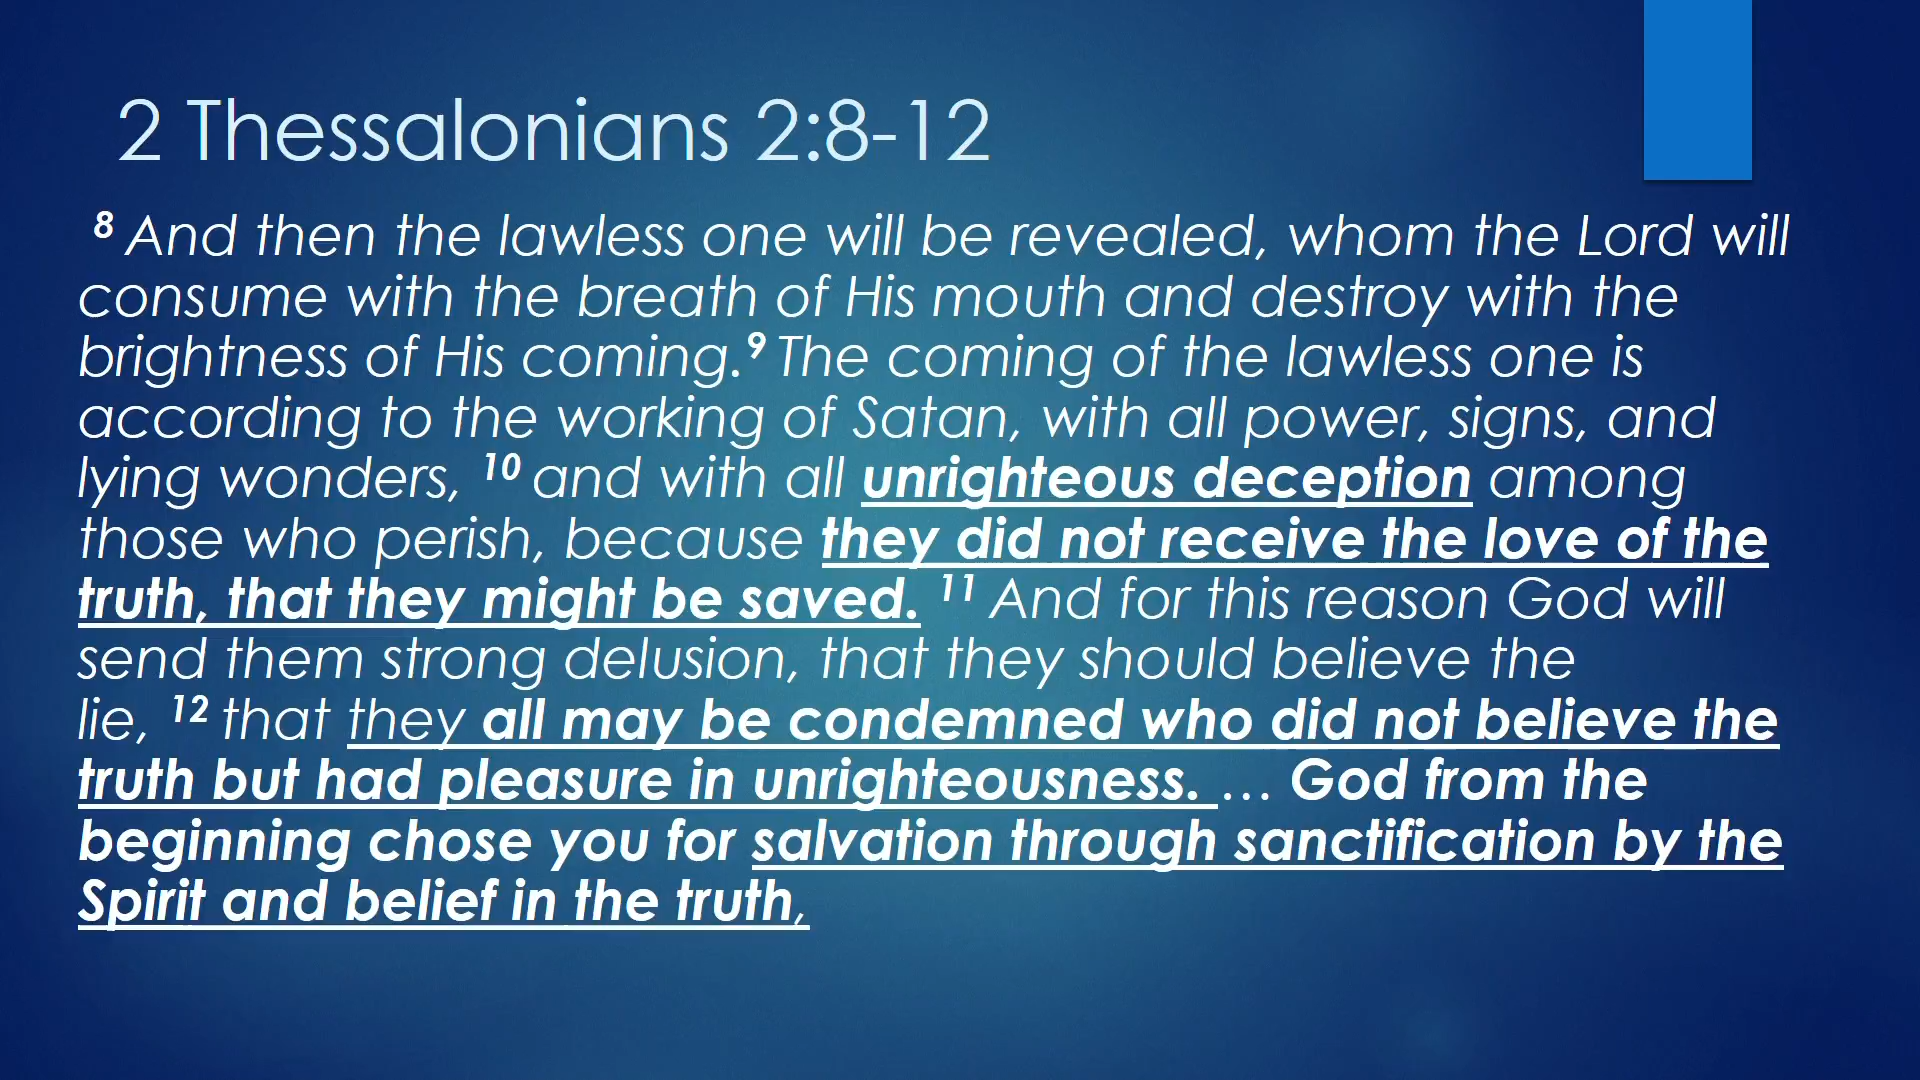 2 Thessalonians 2:8-12
8 And then the lawless one will be revealed, whom the Lord will
consume with the breath of His mouth and destroy with the
brightness of His coming.9 The coming of the lawless one is
according to the working of Satan, with all power, signs, and
lying wonders, 10 and with all unrighteous deception among
those who perish, because they did not receive the love of the
truth, that they might be saved. 11 And for this reason God will
send them strong delusion, that they should believe the
lie, 12 that they all may be condemned who did not believe the
truth but had pleasure in unrighteousness. … God from the
beginning chose you for salvation through sanctification by the
Spirit and belief in the truth,